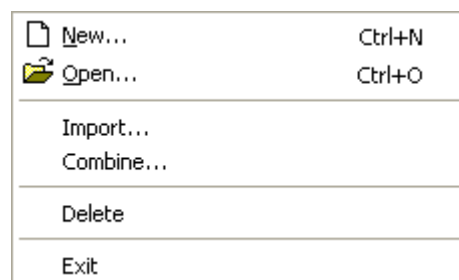 New... Ctrl+N
Open... Ctrl+O
Import...
Combine...
Delete
Exit